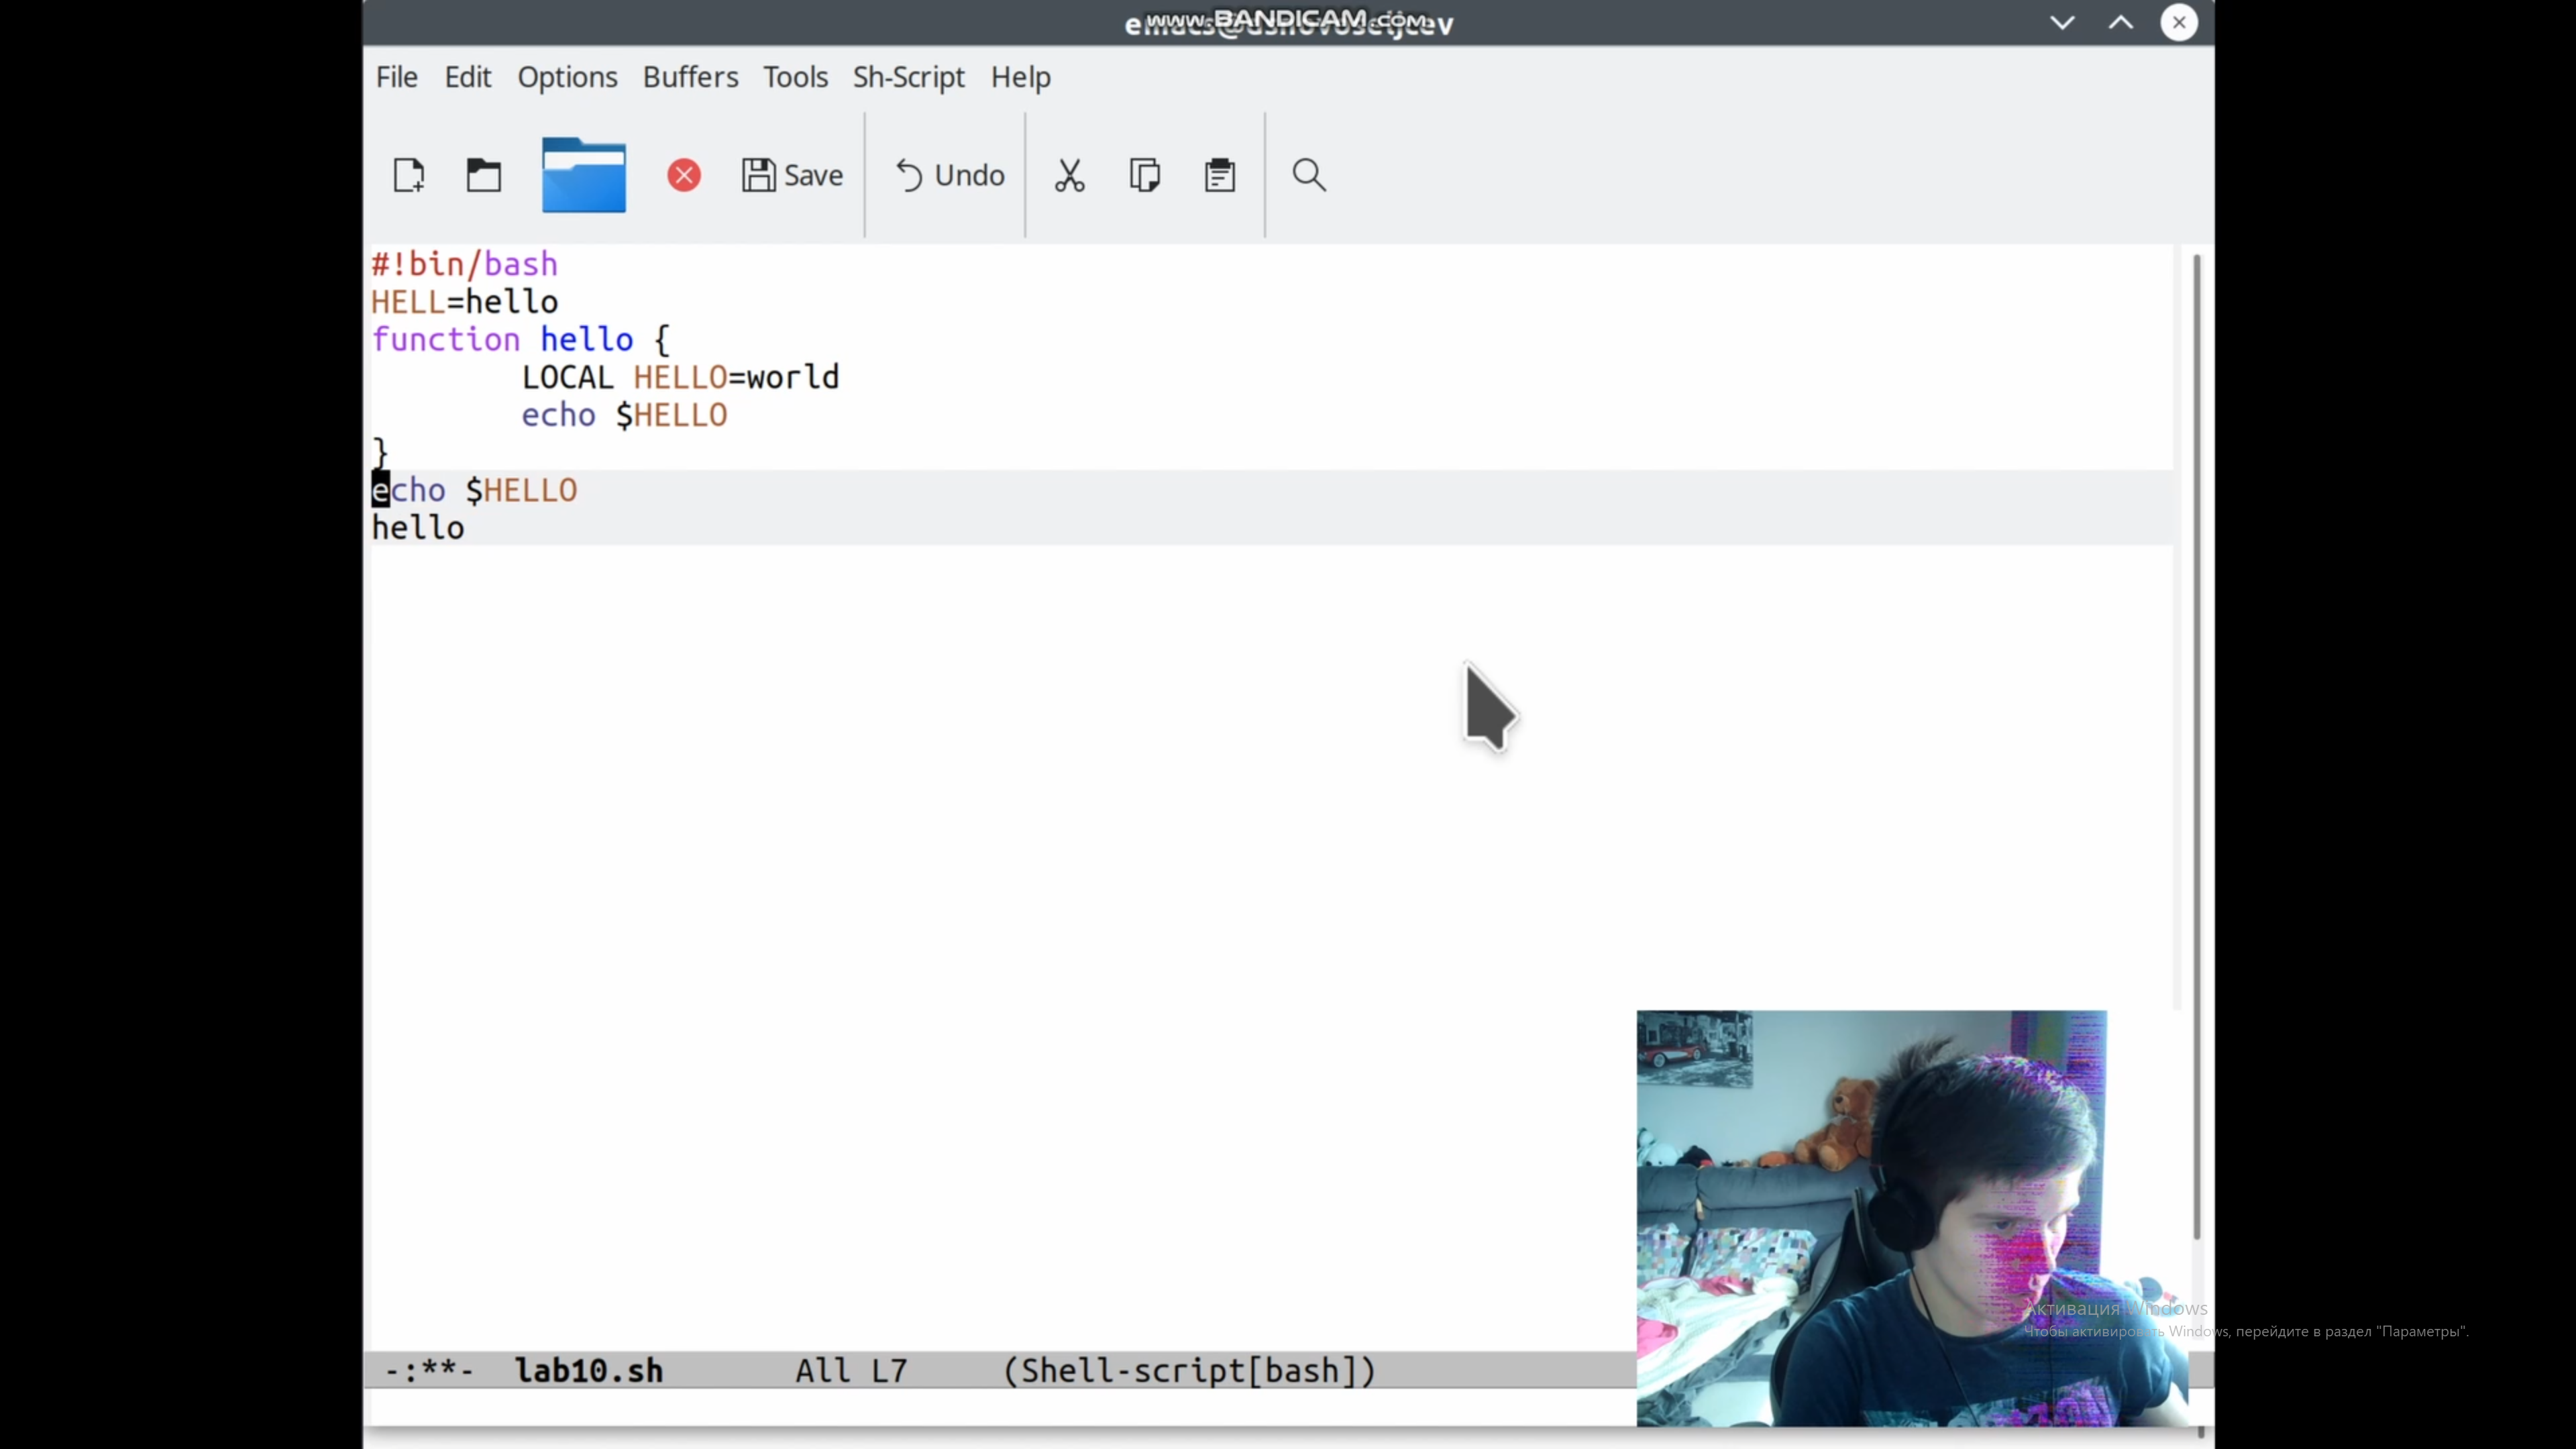 www.BANDICAM.com
File Edit Options Buffers Tools Sh-Script Help
Save Undo
#!bin/bash
HELL=hello
function hello {
        LOCAL HELLO=world
        echo $HELLO
}
echo $HELLO
hello
Активация Windows
Чтобы активировать Windows, перейдите в раздел "Параметры".
-:**-  lab10.sh       All L7     (Shell-script[bash])